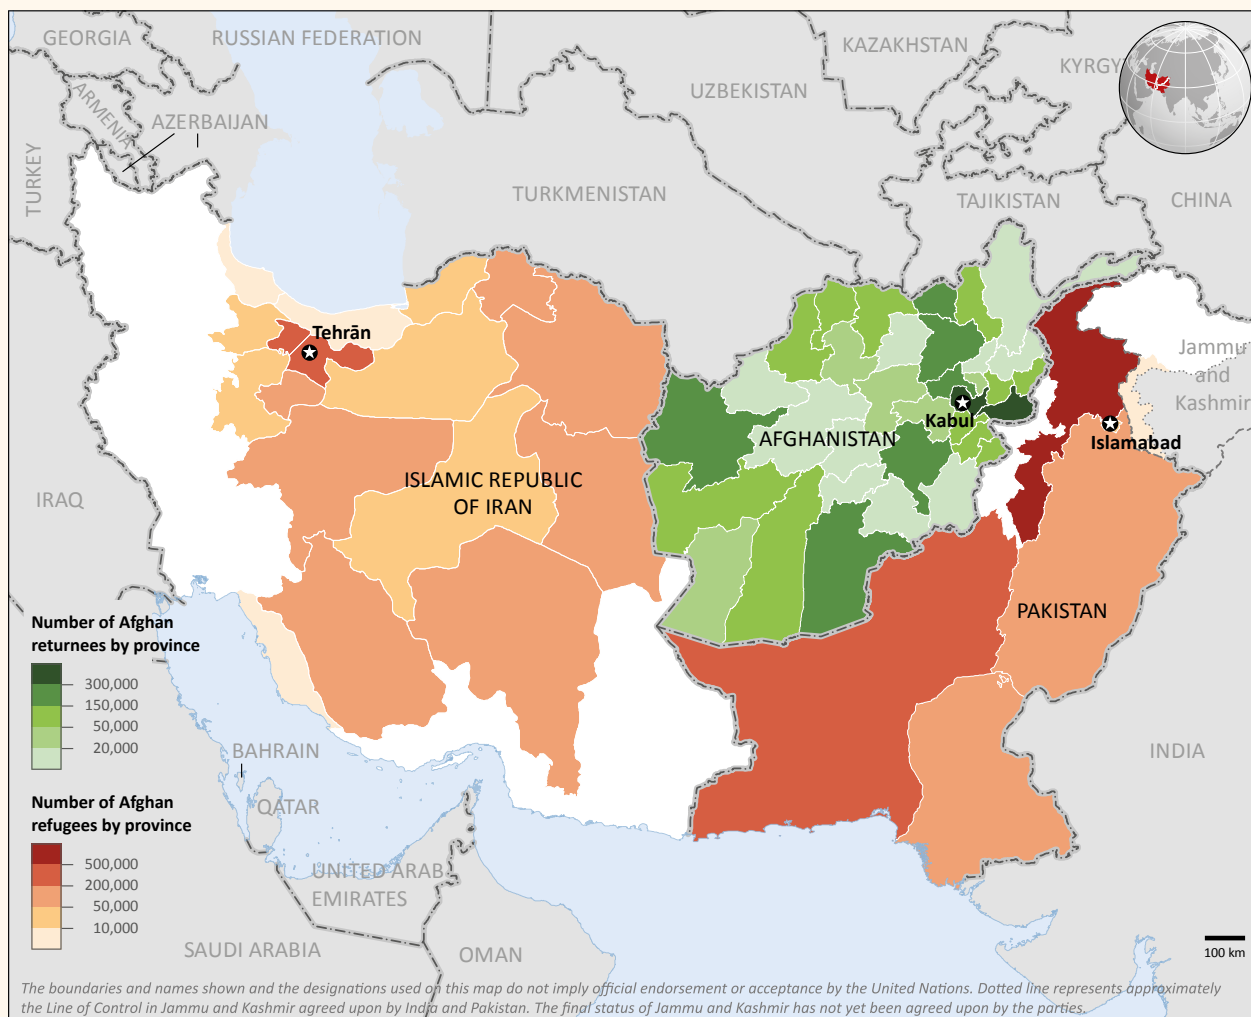 GEORGIA
RUSSIAN FEDERATION
KAZAKHSTAN
KYRGY
UZBEKISTAN
ARMENIA
AZERBAIJAN
TURKEY
TURKMENISTAN
TAJIKISTAN
CHINA
Tehrān
Jammu
and
Kashmir
Kabul
AFGHANISTAN
Islamabad
ISLAMIC REPUBLIC
OF IRAN
IRAQ
PAKISTAN
Number of Afghan
returnees by province
300,000
150,000
50,000
20,000
BAHRAIN
INDIA
QATAR
Number of Afghan
refugees by province
500,000
200,000
50,000
10,000
UNITED ARAB
EMIRATES
SAUDI ARABIA
OMAN
100 km
The boundaries and names shown and the designations used on this map do not imply official endorsement or acceptance by the United Nations. Dotted line represents approximately
the Line of Control in Jammu and Kashmir agreed upon by India and Pakistan. The final status of Jammu and Kashmir has not yet been agreed upon by the parties.